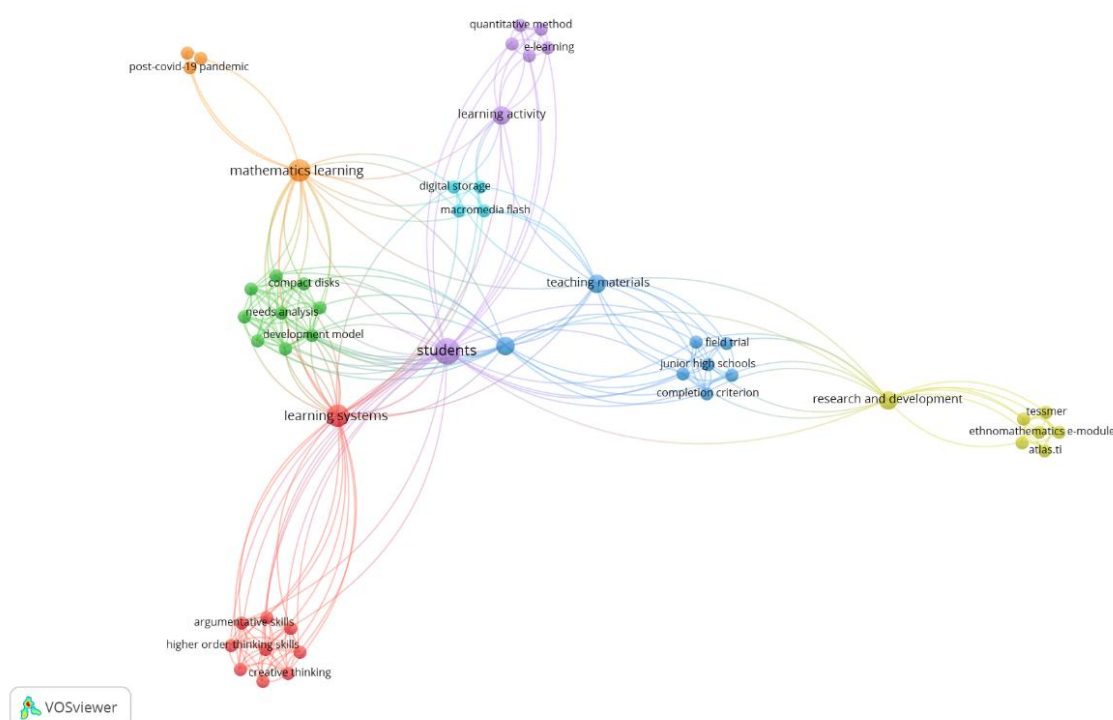 quantitative method
e-learning
post-covid-19 pandemic
learning activity
mathematics learning
digital storage
macromedia flash
compact disks
teaching materials
needs analysis
development model
students
field trial
junior high schools
completion criterion
research and development
learning systems
tessmer
ethnomathematics e-module
atlas.ti
argumentative skills
higher order thinking skills
creative thinking
VOSviewer